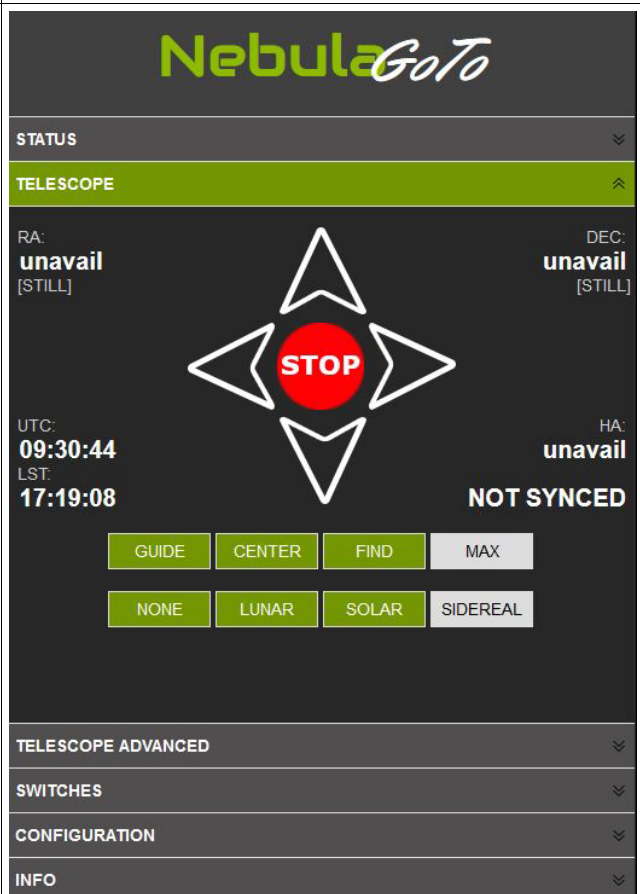 NebulaGoTo
STATUS
TELESCOPE
RA:
unavail
[STILL]
DEC:
unavail
[STILL]
STOP
UTC:
09:30:44
LST:
17:19:08
HA:
unavail
NOT SYNCED
GUIDE CENTER FIND MAX
NONE LUNAR SOLAR SIDEREAL
TELESCOPE ADVANCED
SWITCHES
CONFIGURATION
INFO